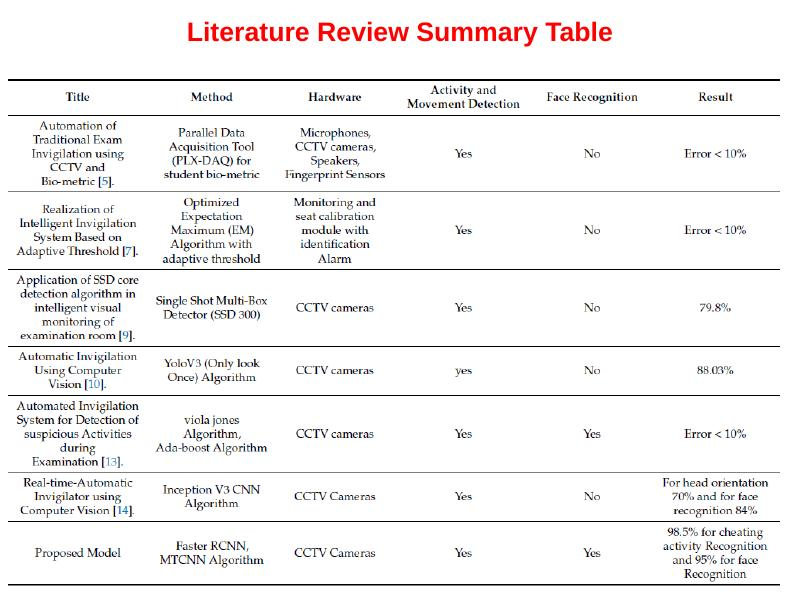 Literature Review Summary Table
Title
Method
Hardware
Activity and
Movement Detection
Face Recognition
Result
Automation of
Traditional Exam
Invigilation using
CCTV and
Bio-metric [5].
Parallel Data
Acquisition Tool
(PLX-DAQ) for
student bio-metric
Microphones,
CCTV cameras,
Speakers,
Fingerprint Sensors
Yes
No
Error < 10%
Realization of
Intelligent Invigilation
System Based on
Adaptive Threshold [7].
Optimized
Expectation
Maximum (EM)
Algorithm with
adaptive threshold
Monitoring and
seat calibration
module with
identification
Alarm
Yes
No
Error < 10%
Application of SSD core
detection algorithm in
intelligent visual
monitoring of
examination room [9].
Single Shot Multi-Box
Detector (SSD 300)
CCTV cameras
Yes
No
79.8%
Automatic Invigilation
Using Computer
Vision [10].
YoloV3 (Only look
Once) Algorithm
CCTV cameras
yes
No
88.03%
Automated Invigilation
System for Detection of
suspicious Activities
during
Examination [13].
viola jones
Algorithm,
Ada-boost Algorithm
CCTV cameras
Yes
Yes
Error < 10%
Real-time-Automatic
Invigilator using
Computer Vision [14].
Inception V3 CNN
Algorithm
CCTV Cameras
Yes
No
For head orientation
70% and for face
recognition 84%
Proposed Model
Faster RCNN,
MTCNN Algorithm
CCTV Cameras
Yes
Yes
98.5% for cheating
activity Recognition
and 95% for face
Recognition